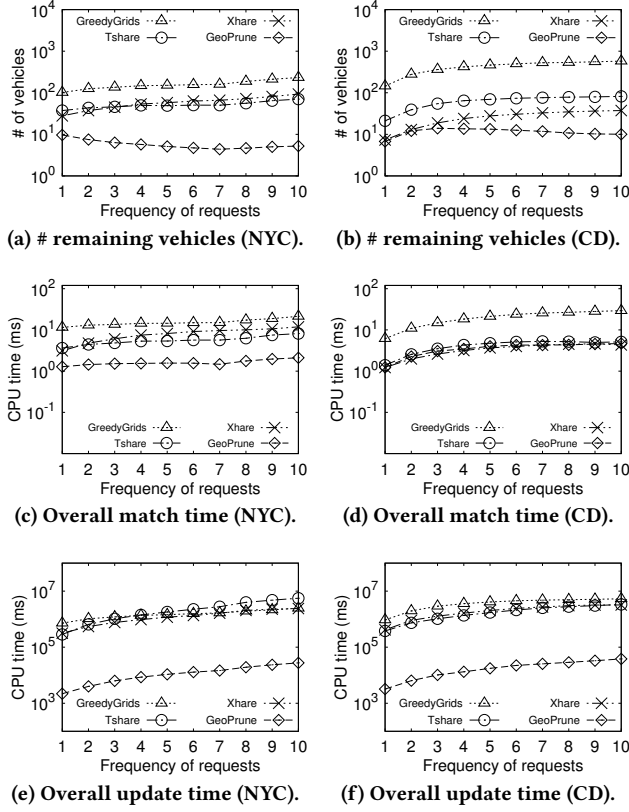 # of vehicles
10^4
10^3
10^2
10^1
10^0
GreedyGrids
Tshare
Xhare
GeoPrune
1 2 3 4 5 6 7 8 9 10
Frequency of requests
(a) # remaining vehicles (NYC).
# of vehicles
10^4
10^3
10^2
10^1
10^0
GreedyGrids
Tshare
Xhare
GeoPrune
1 2 3 4 5 6 7 8 9 10
Frequency of requests
(b) # remaining vehicles (CD).
CPU time (ms)
10^2
10^1
10^0
10^-1
GreedyGrids
Tshare
Xhare
GeoPrune
1 2 3 4 5 6 7 8 9 10
Frequency of requests
(c) Overall match time (NYC).
CPU time (ms)
10^2
10^1
10^0
10^-1
GreedyGrids
Tshare
Xhare
GeoPrune
1 2 3 4 5 6 7 8 9 10
Frequency of requests
(d) Overall match time (CD).
CPU time (ms)
10^7
10^5
10^3
GreedyGrids
Tshare
Xhare
GeoPrune
1 2 3 4 5 6 7 8 9 10
Frequency of requests
(e) Overall update time (NYC).
CPU time (ms)
10^7
10^5
10^3
GreedyGrids
Tshare
Xhare
GeoPrune
1 2 3 4 5 6 7 8 9 10
Frequency of requests
(f) Overall update time (CD).